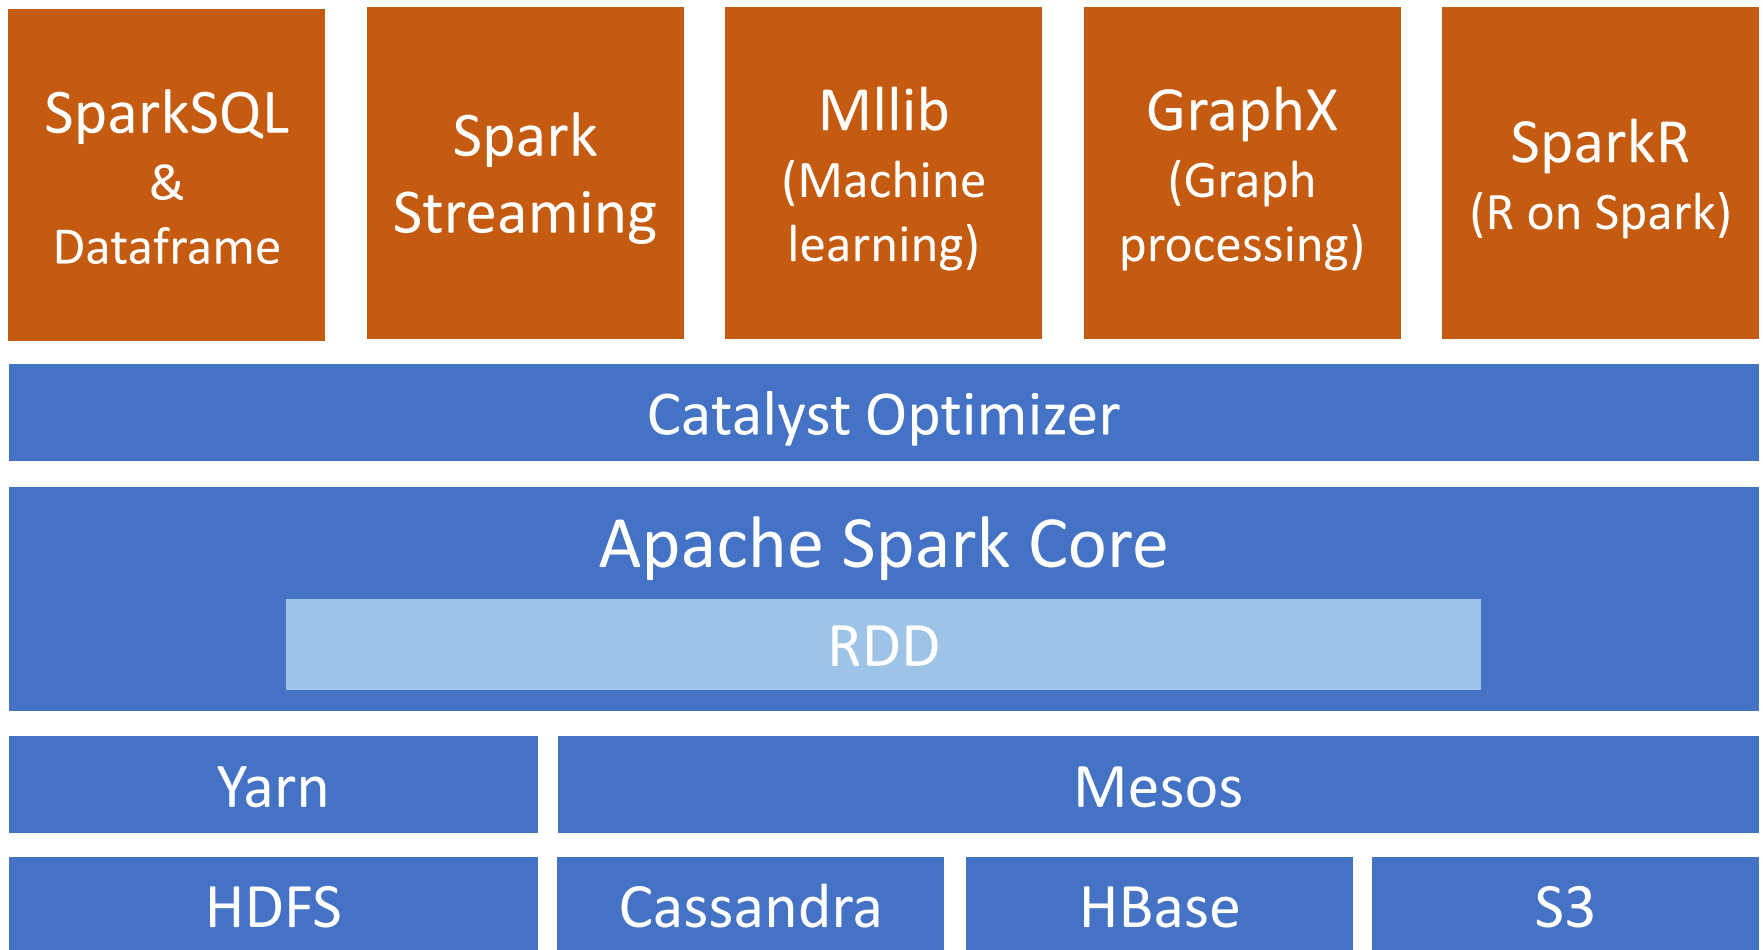 SparkSQL
&
Dataframe
Spark
Streaming
Mllib
(Machine
learning)
GraphX
(Graph
processing)
SparkR
(R on Spark)
Catalyst Optimizer
Apache Spark Core
RDD
Yarn
Mesos
HDFS
Cassandra
HBase
S3